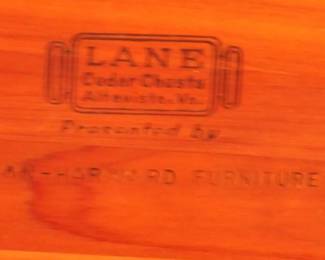 LANE
Cedar Chests
Altavista, Va.
Presented by
FURNITURE